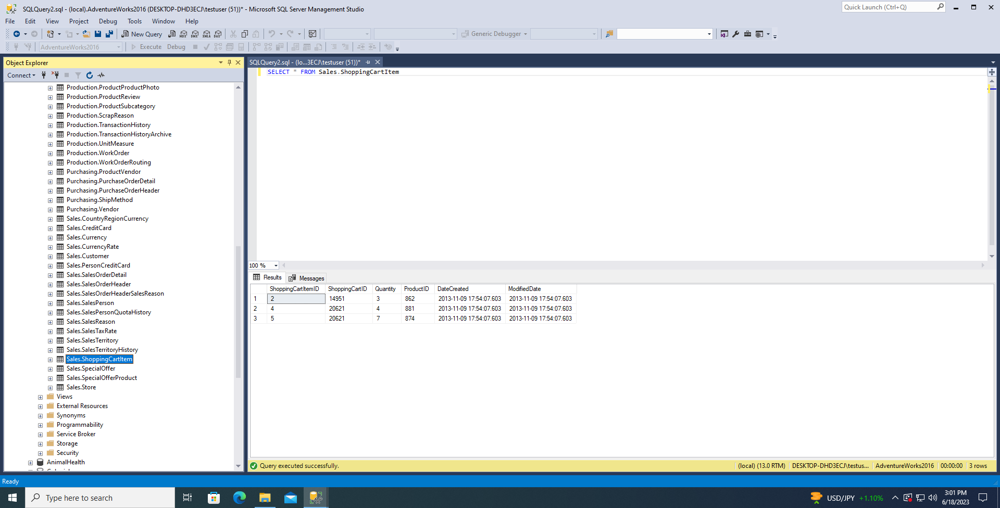 SQLQuery2.sql - (local).AdventureWorks2016 (DESKTOP-DHD3ECJ\testuser (51))* - Microsoft SQL Server Management Studio
Quick Launch (Ctrl+Q)
File Edit View Project Debug Tools Window Help
New Query MDX DMX XMLA DAX Generic Debugger
AdventureWorks2016 Execute Debug
Object Explorer
SQLQuery2.sql - (lo...3ECJ\testuser (51))*
Connect
SELECT * FROM Sales.ShoppingCartItem
Production.ProductProductPhoto
Production.ProductReview
Production.ProductSubcategory
Production.ScrapReason
Production.TransactionHistory
Production.TransactionHistoryArchive
Production.UnitMeasure
Production.WorkOrder
Production.WorkOrderRouting
Purchasing.ProductVendor
Purchasing.PurchaseOrderDetail
Purchasing.PurchaseOrderHeader
Purchasing.ShipMethod
Purchasing.Vendor
Sales.CountryRegionCurrency
Sales.CreditCard
Sales.Currency
Sales.CurrencyRate
Sales.Customer
Sales.PersonCreditCard
Sales.SalesOrderDetail
Sales.SalesOrderHeader
Sales.SalesOrderHeaderSalesReason
Sales.SalesPerson
Sales.SalesPersonQuotaHistory
Sales.SalesReason
Sales.SalesTaxRate
Sales.SalesTerritory
Sales.SalesTerritoryHistory
Sales.ShoppingCartItem
Sales.SpecialOffer
Sales.SpecialOfferProduct
Sales.Store
Views
External Resources
Synonyms
Programmability
Service Broker
Storage
Security
AnimalHealth
100 %
Results Messages
ShoppingCartItemID ShoppingCartID Quantity ProductID DateCreated ModifiedDate
1 2 14951 3 862 2013-11-09 17:54:07.603 2013-11-09 17:54:07.603
2 4 20621 4 881 2013-11-09 17:54:07.603 2013-11-09 17:54:07.603
3 5 20621 7 874 2013-11-09 17:54:07.603 2013-11-09 17:54:07.603
Query executed successfully. (local) (13.0 RTM) DESKTOP-DHD3ECJ\testus... AdventureWorks2016 00:00:00 3 rows
Ready
Type here to search
USD/JPY +1.10%
3:01 PM
6/18/2023